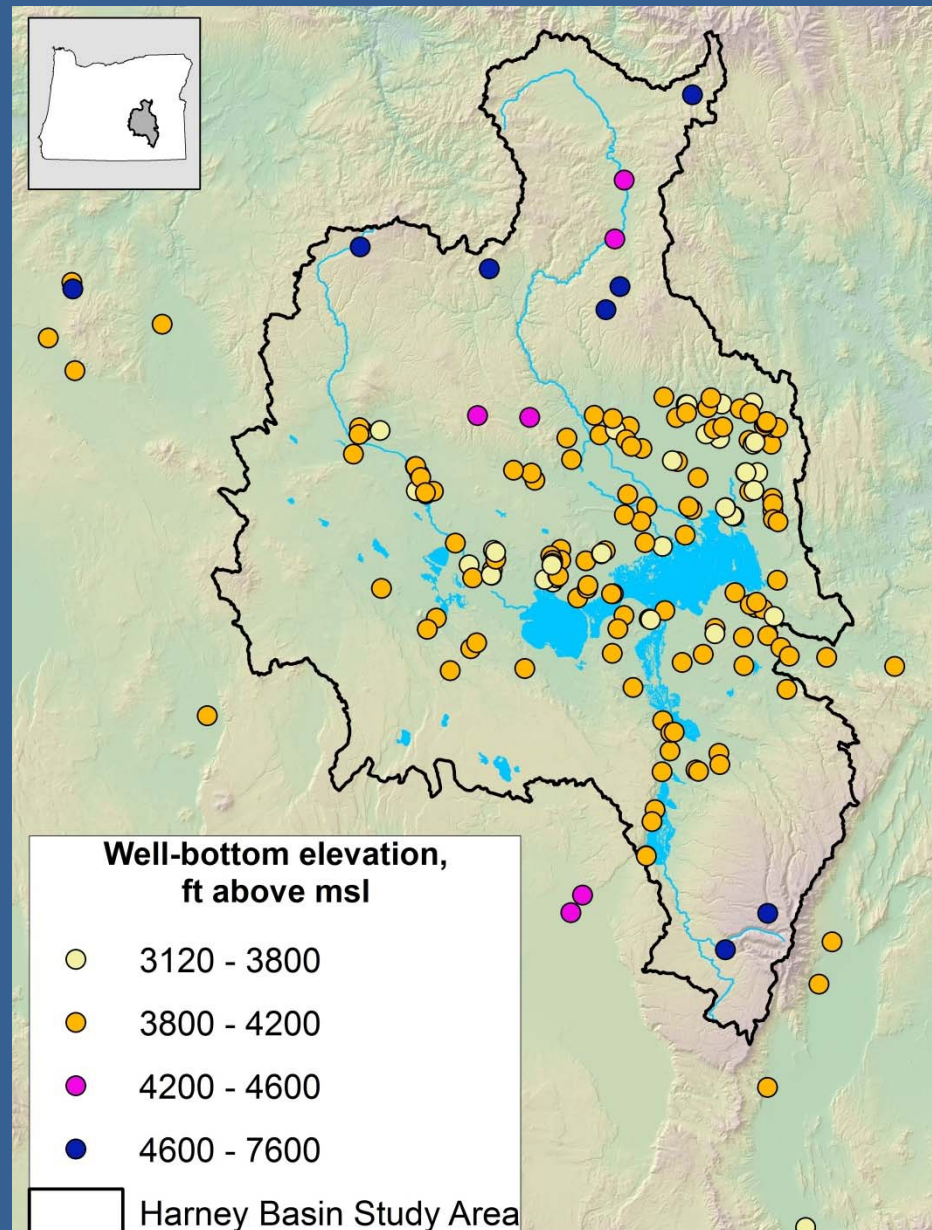 Well-bottom elevation,
ft above msl
3120 - 3800
3800 - 4200
4200 - 4600
4600 - 7600
Harney Basin Study Area